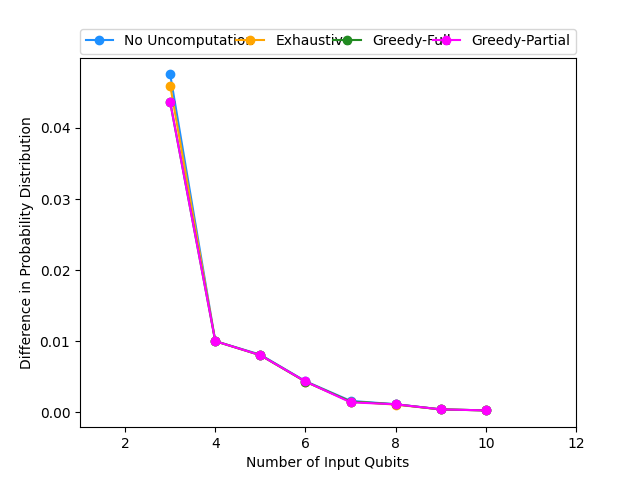 No Uncomputation Exhaustive Greedy-Full Greedy-Partial
Difference in Probability Distribution
0.04
0.03
0.02
0.01
0.00
2 4 6 8 10 12
Number of Input Qubits